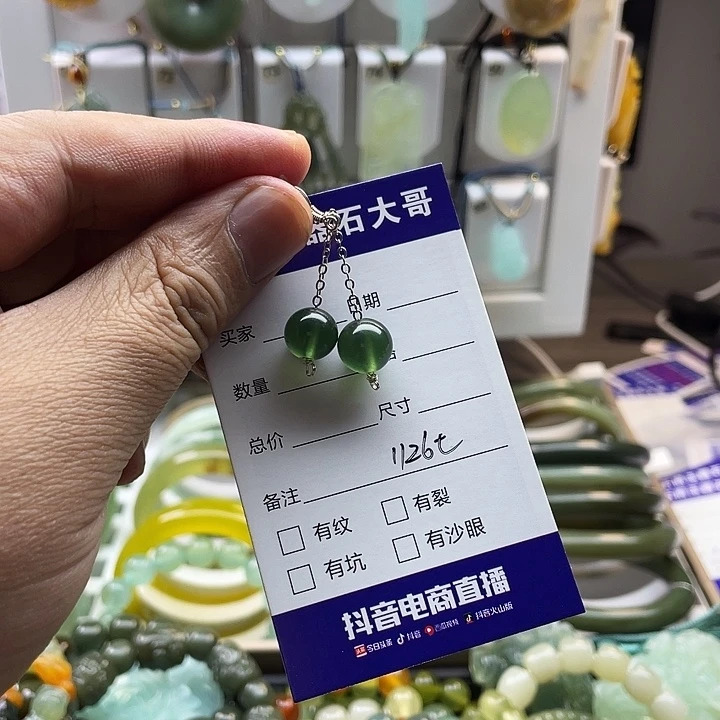 石大哥
期
买家
数量
尺寸
总价
1126t
备注
有纹 有裂
有坑 有沙眼
抖音电商直播
今日头条 抖音 西瓜视频 抖音火山版